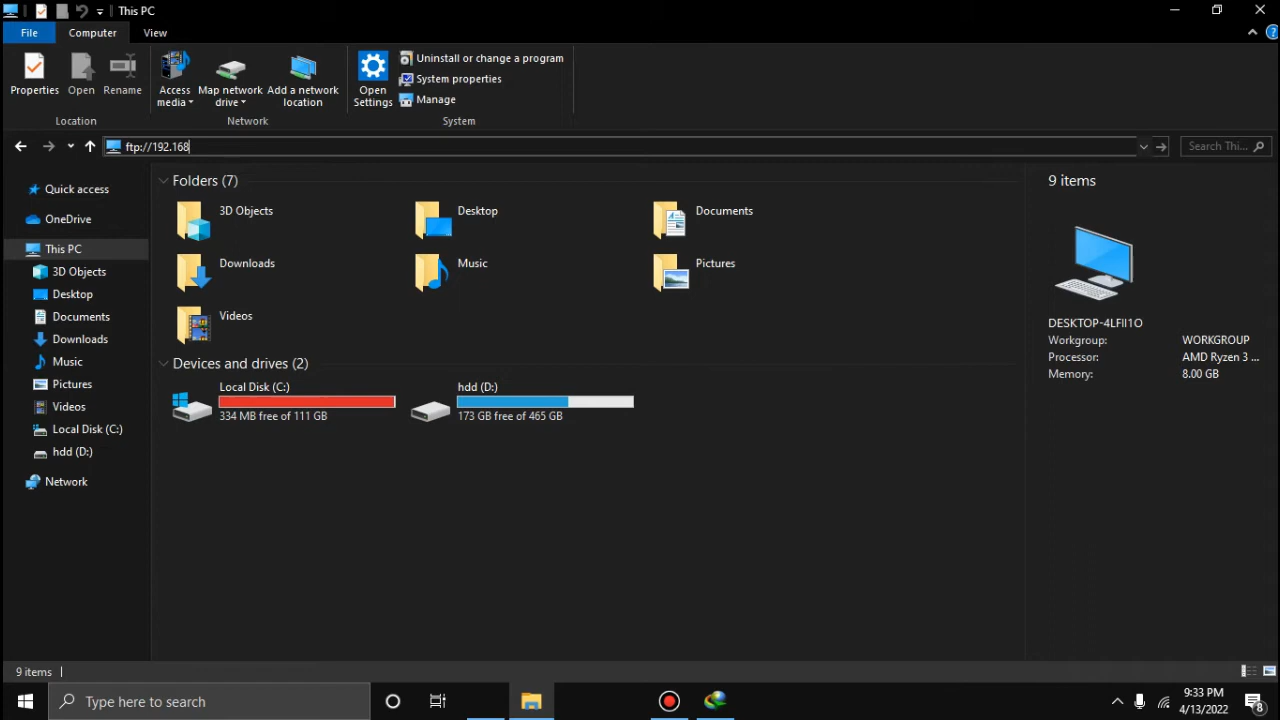 This PC
File Computer View
Properties Open Rename Access media Map network drive Add a network location Open Settings Uninstall or change a program
System properties
Manage
Location Network System
ftp://192.168 Search Thi...
Quick access
OneDrive
This PC
3D Objects
Desktop
Documents
Downloads
Music
Pictures
Videos
Local Disk (C:)
hdd (D:)
Network
Folders (7)
3D Objects Desktop Documents
Downloads Music Pictures
Videos
Devices and drives (2)
Local Disk (C:) hdd (D:)
334 MB free of 111 GB 173 GB free of 465 GB
9 items
DESKTOP-4LFII1O
Workgroup: WORKGROUP
Processor: AMD Ryzen 3 ...
Memory: 8.00 GB
9 items
Type here to search
9:33 PM
4/13/2022
8